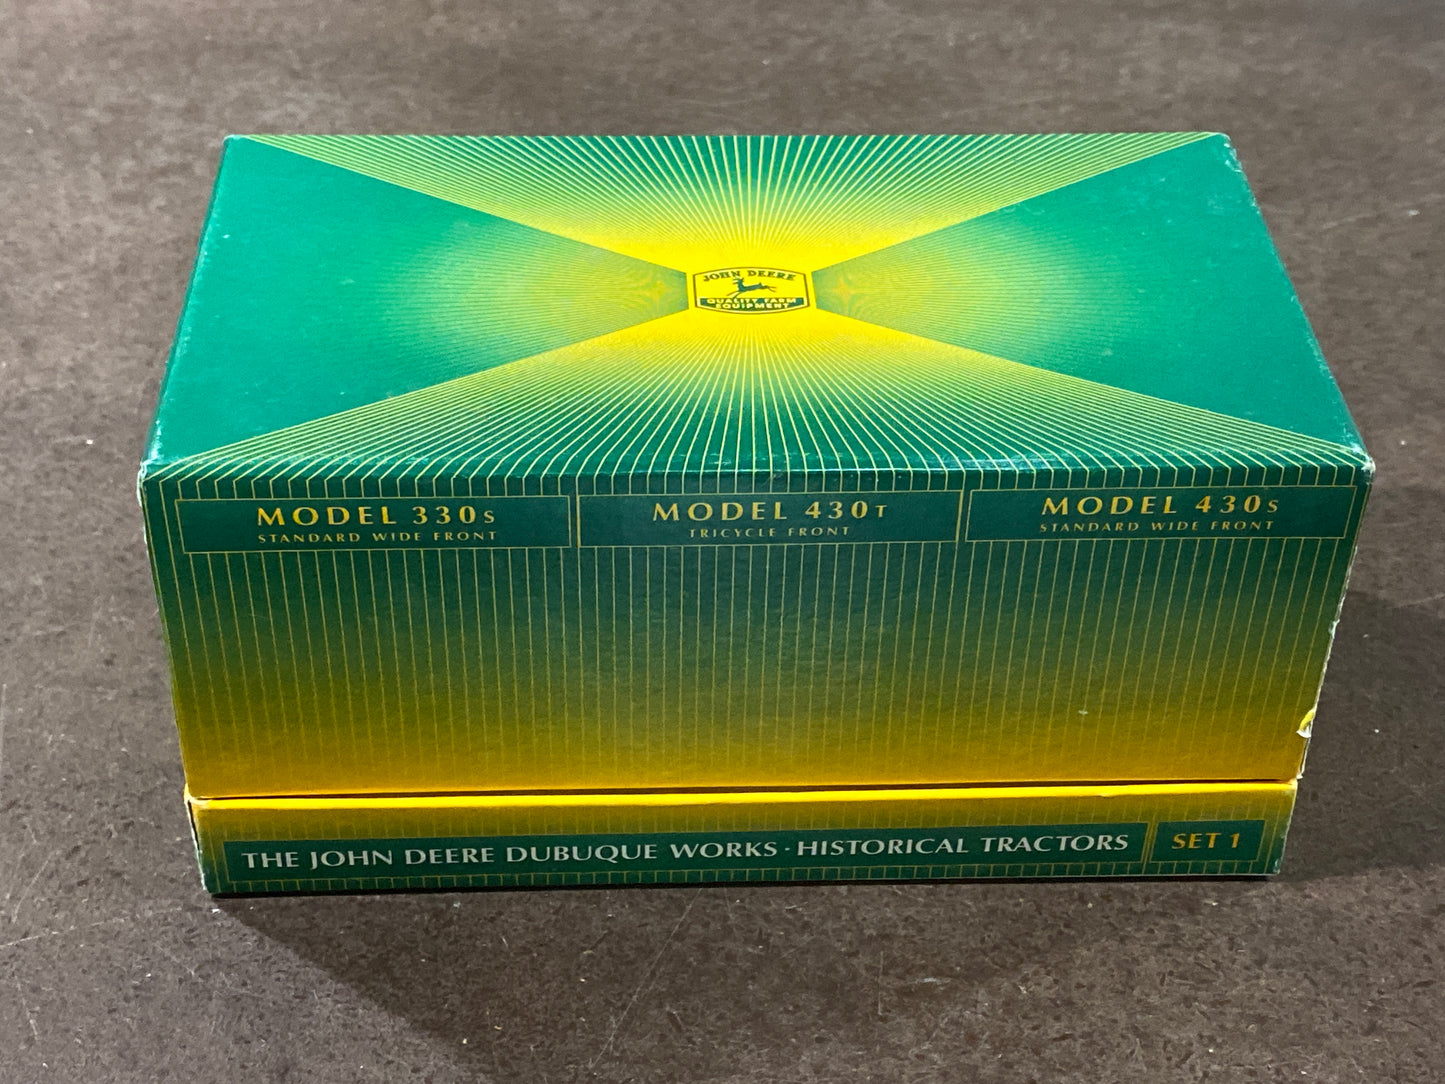 JOHN DEERE
QUALITY FARM
EQUIPMENT
MODEL 330S
STANDARD WIDE FRONT
MODEL 430T
TRICYCLE FRONT
MODEL 430S
STANDARD WIDE FRONT
THE JOHN DEERE DUBUQUE WORKS · HISTORICAL TRACTORS
SET 1